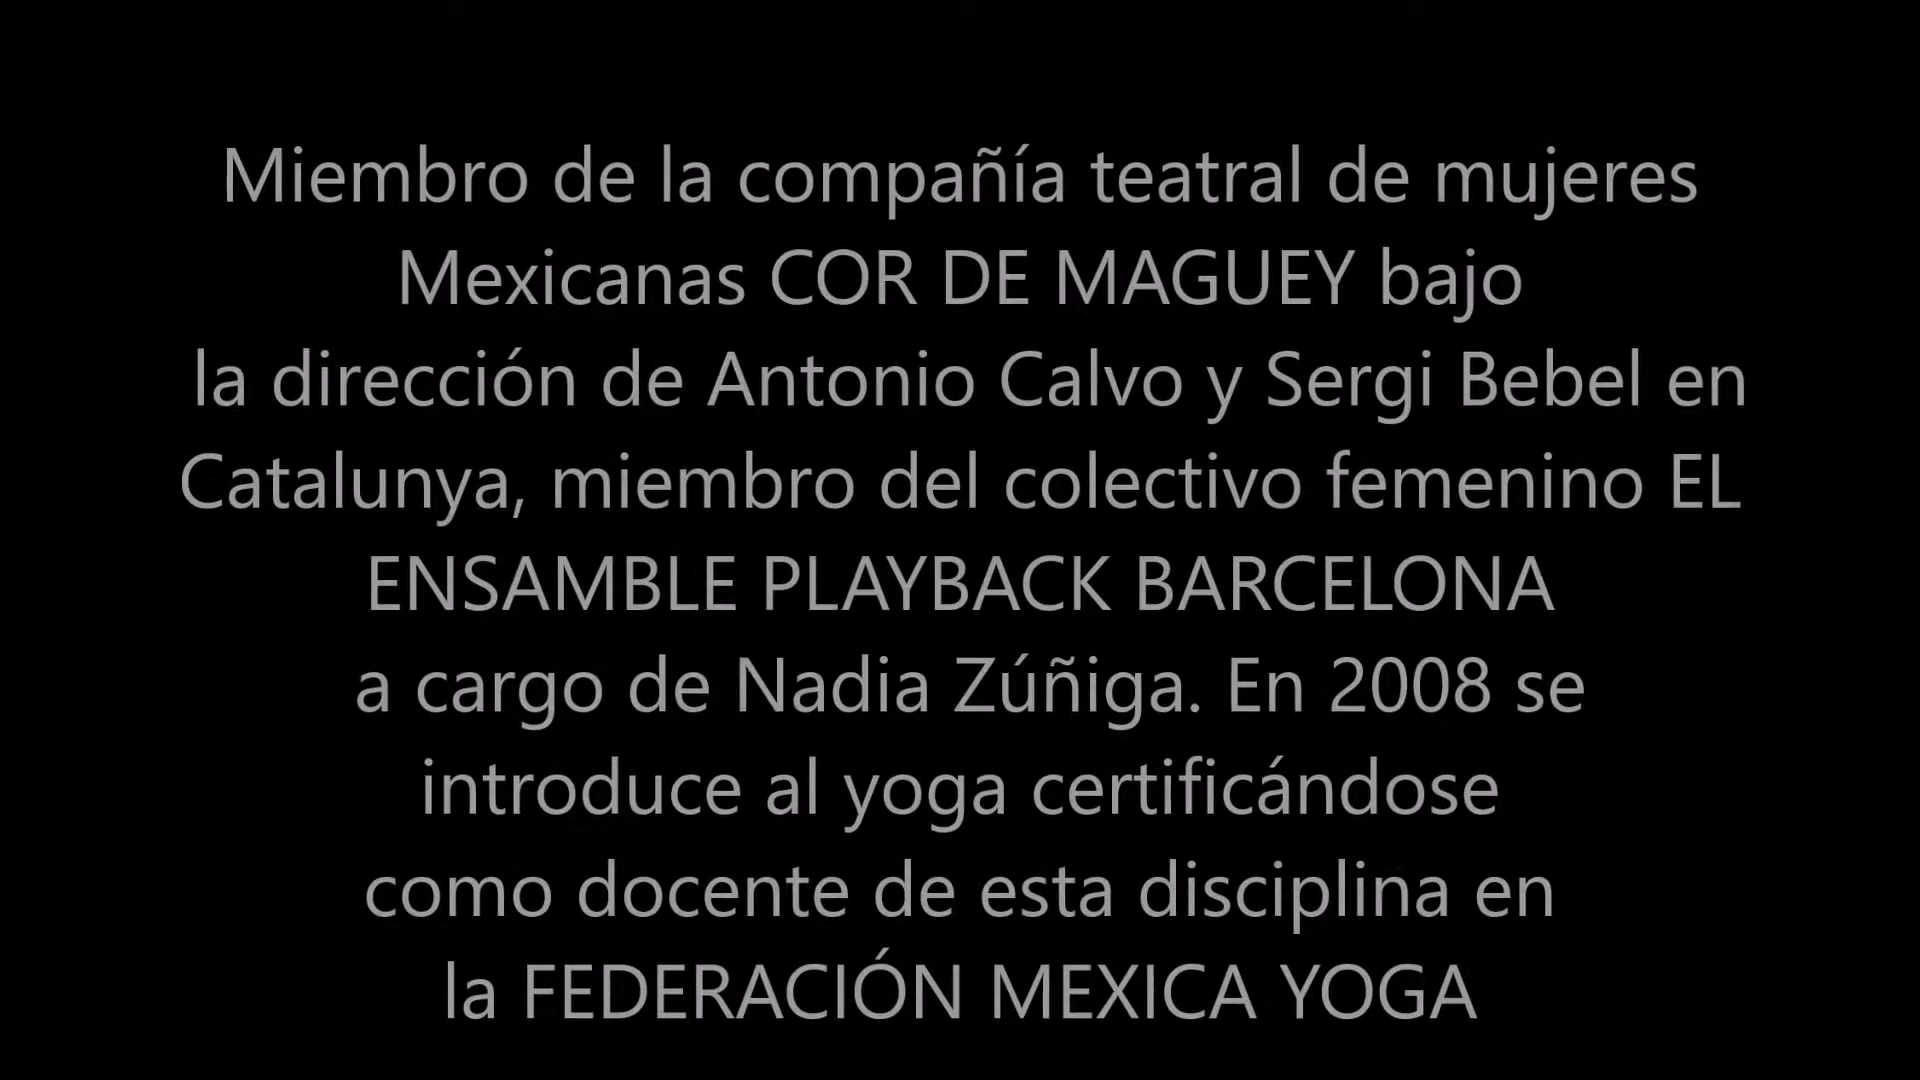 Miembro de la compañía teatral de mujeres
Mexicanas COR DE MAGUEY bajo
la dirección de Antonio Calvo y Sergi Bebel en
Catalunya, miembro del colectivo femenino EL
ENSAMBLE PLAYBACK BARCELONA
a cargo de Nadia Zúñiga. En 2008 se
introduce al yoga certificándose
como docente de esta disciplina en
la FEDERACIÓN MEXICA YOGA